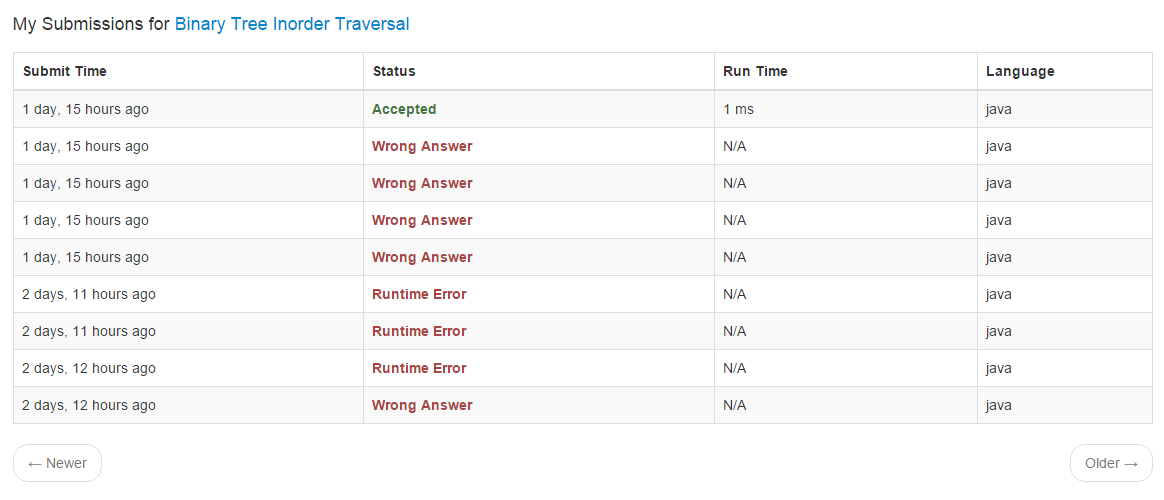 My Submissions for Binary Tree Inorder Traversal
Submit Time Status Run Time Language
1 day, 15 hours ago Accepted 1 ms java
1 day, 15 hours ago Wrong Answer N/A java
1 day, 15 hours ago Wrong Answer N/A java
1 day, 15 hours ago Wrong Answer N/A java
1 day, 15 hours ago Wrong Answer N/A java
2 days, 11 hours ago Runtime Error N/A java
2 days, 11 hours ago Runtime Error N/A java
2 days, 12 hours ago Runtime Error N/A java
2 days, 12 hours ago Wrong Answer N/A java
← Newer Older →